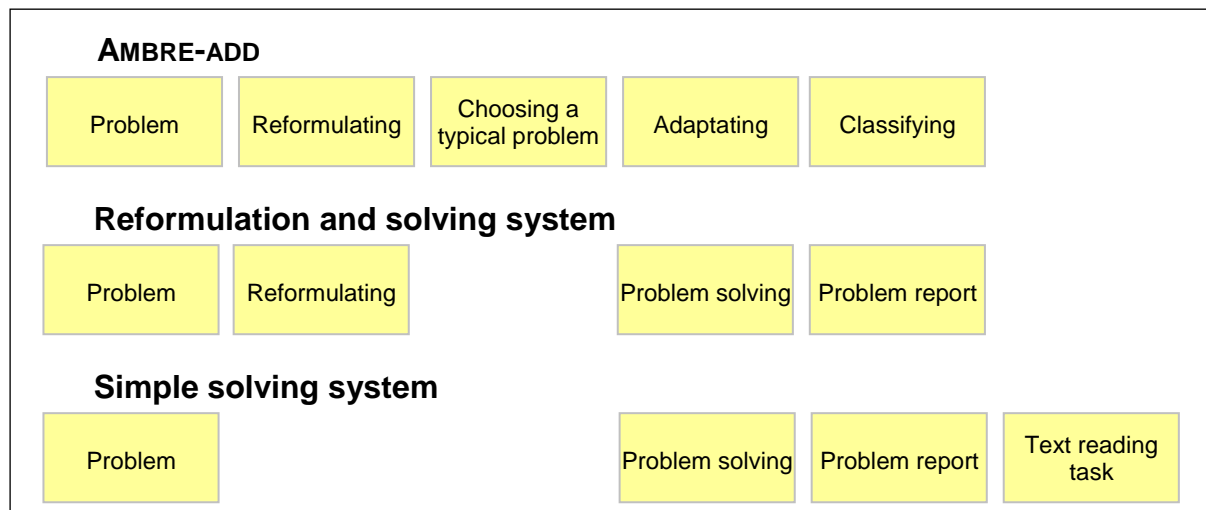 AMBRE-ADD
Problem
Reformulating
Choosing a
typical problem
Adaptating
Classifying
Reformulation and solving system
Problem
Reformulating
Problem solving
Problem report
Simple solving system
Problem
Problem solving
Problem report
Text reading
task